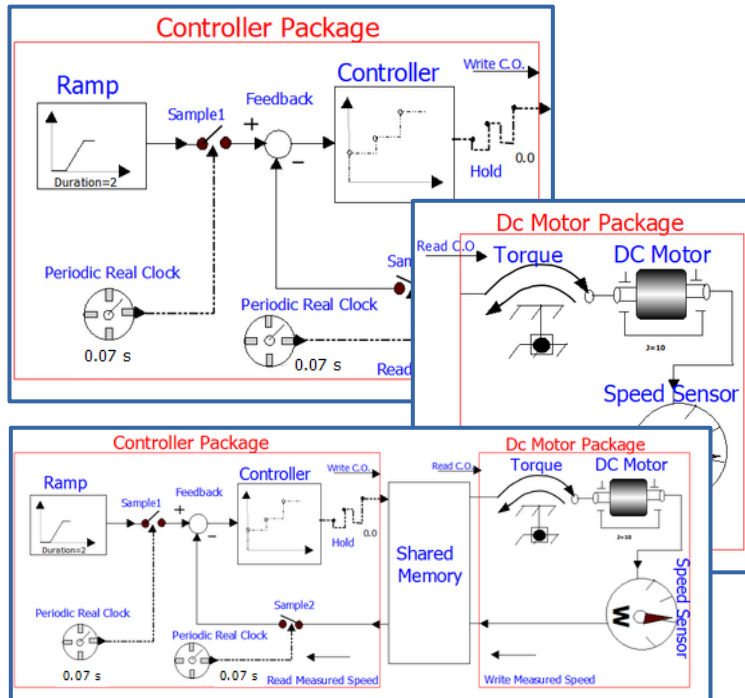 Controller Package
Write C.O.
Ramp
Controller
Sample1
Feedback
+
−
Duration=2
Hold
0.0
Periodic Real Clock
0.07 s
Periodic Real Clock
0.07 s
Sa
Read
Dc Motor Package
Read C.O
Torque
DC Motor
J=10
Speed Sensor
Controller Package
Dc Motor Package
Write C.O.
Read C.O.
Ramp
Sample1
Feedback
Controller
+
−
Duration=2
Hold
0.0
Shared
Memory
Torque
DC Motor
J=10
Speed Sensor
W
Sample2
Periodic Real Clock
0.07 s
Periodic Real Clock
0.07 s
Read Measured Speed
Write Measured Speed